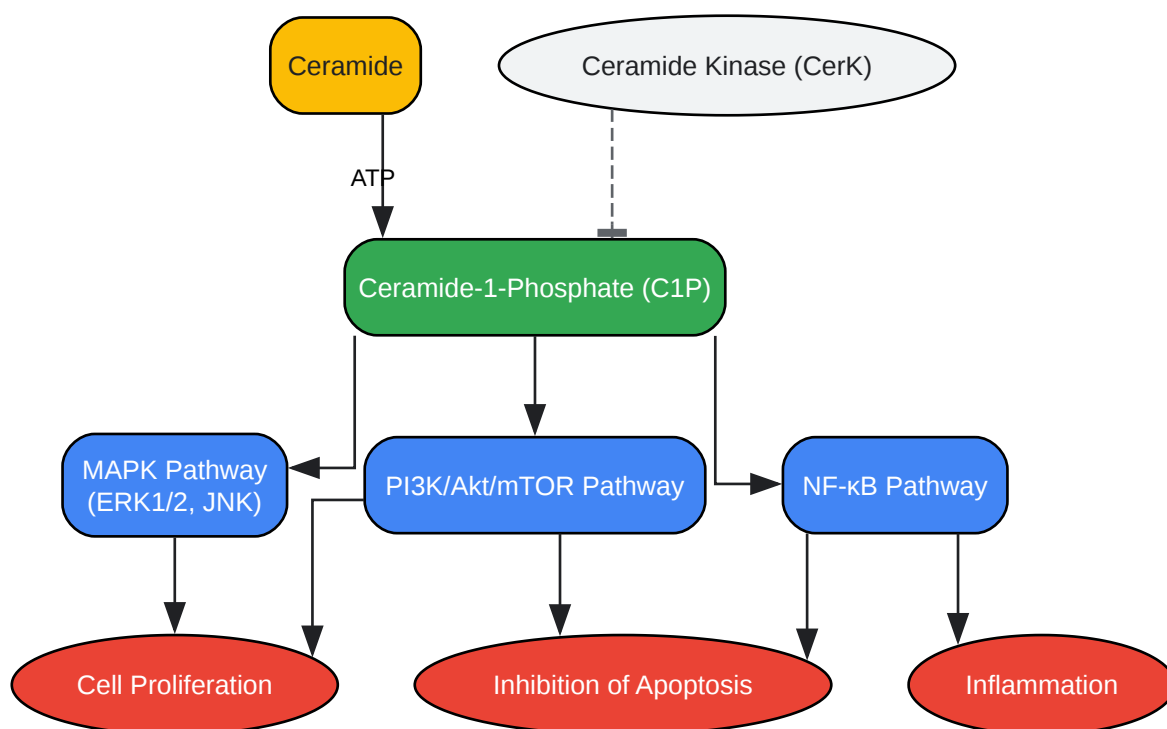 Ceramide
Ceramide Kinase (CerK)
ATP
Ceramide-1-Phosphate (C1P)
MAPK Pathway
(ERK1/2, JNK)
PI3K/Akt/mTOR Pathway
NF-κB Pathway
Cell Proliferation
Inhibition of Apoptosis
Inflammation